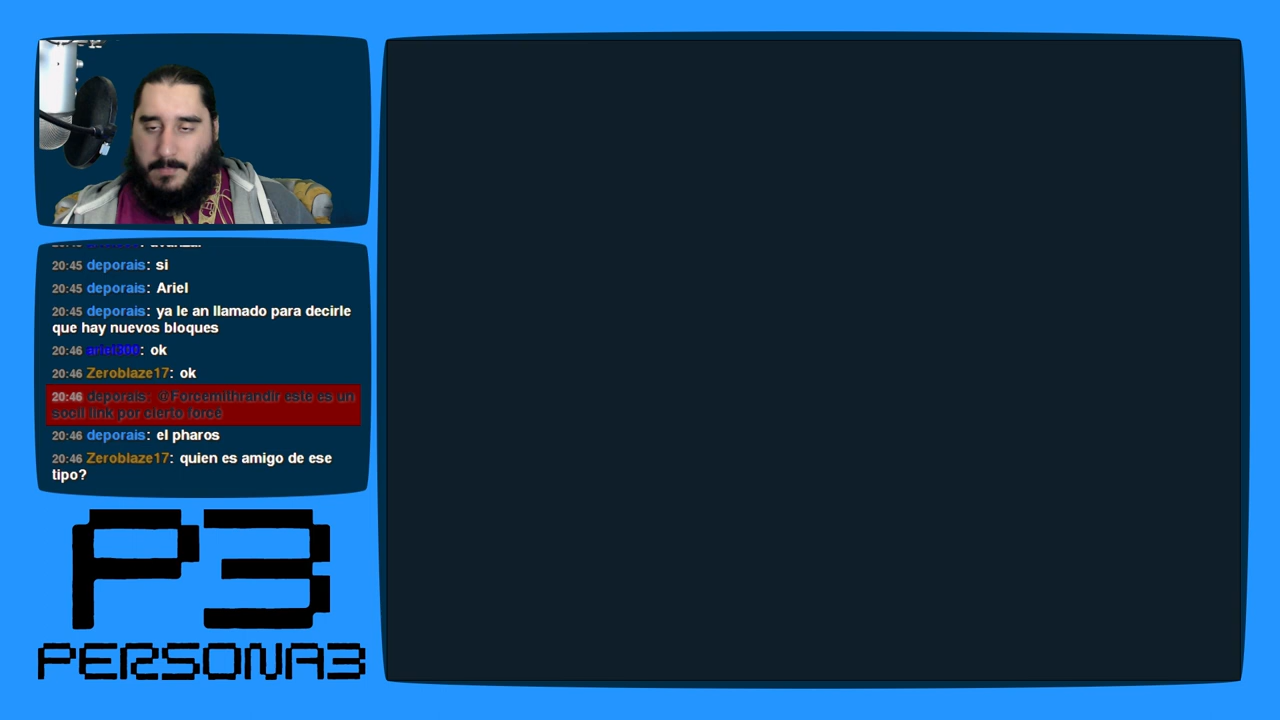 20:45 deporais: si
20:45 deporais: Ariel
20:45 deporais: ya le an llamado para decirle
que hay nuevos bloques
20:46 ariel300: ok
20:46 Zeroblaze17: ok
20:46 deporais: @Forcemithrandir este es un
socil link por cierto force
20:46 deporais: el pharos
20:46 Zeroblaze17: quien es amigo de ese
tipo?
P3
PERSONA3